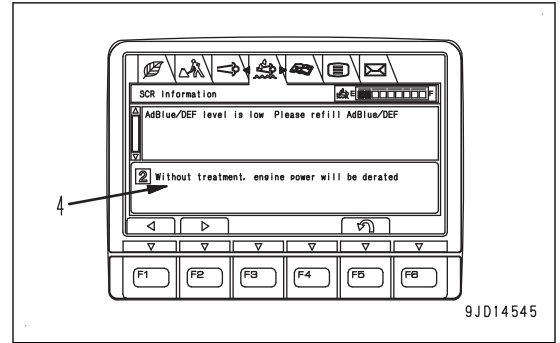 SCR Information
E F
AdBlue/DEF level is low Please refill AdBlue/DEF
2 Without treatment, engine power will be derated
4
F1 F2 F3 F4 F5 F6
9JD14545